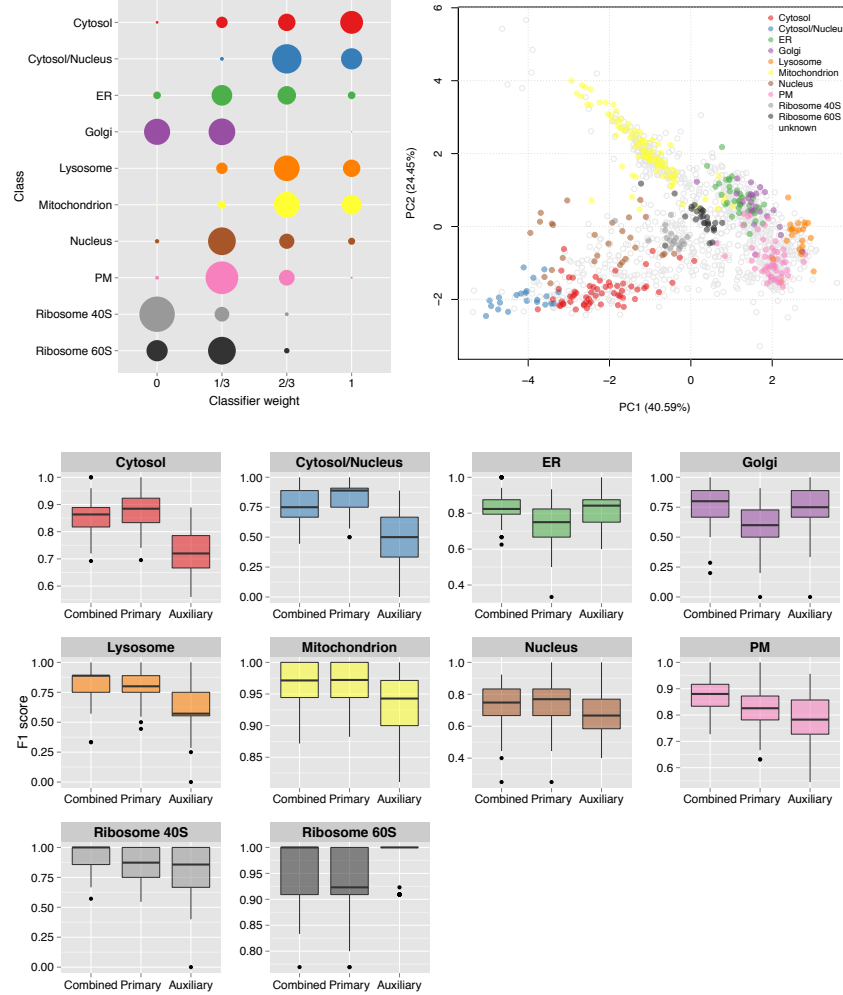 Class
Cytosol
Cytosol/Nucleus
ER
Golgi
Lysosome
Mitochondrion
Nucleus
PM
Ribosome 40S
Ribosome 60S
0 1/3 2/3 1
Classifier weight
PC2 (24.45%)
6
4
2
0
−2
−4 −2 0 2
PC1 (40.59%)
Cytosol
Cytosol/Nucleus
ER
Golgi
Lysosome
Mitochondrion
Nucleus
PM
Ribosome 40S
Ribosome 60S
unknown
F1 score
Cytosol
1.0
0.9
0.8
0.7
0.6
Combined Primary Auxiliary
Cytosol/Nucleus
1.00
0.75
0.50
0.25
0.00
Combined Primary Auxiliary
ER
1.0
0.8
0.6
0.4
Combined Primary Auxiliary
Golgi
1.00
0.75
0.50
0.25
0.00
Combined Primary Auxiliary
Lysosome
1.00
0.75
0.50
0.25
0.00
Combined Primary Auxiliary
Mitochondrion
1.00
0.95
0.90
0.85
Combined Primary Auxiliary
Nucleus
1.0
0.8
0.6
0.4
Combined Primary Auxiliary
PM
1.0
0.9
0.8
0.7
0.6
Combined Primary Auxiliary
Ribosome 40S
1.00
0.75
0.50
0.25
0.00
Combined Primary Auxiliary
Ribosome 60S
1.00
0.95
0.90
0.85
0.80
Combined Primary Auxiliary